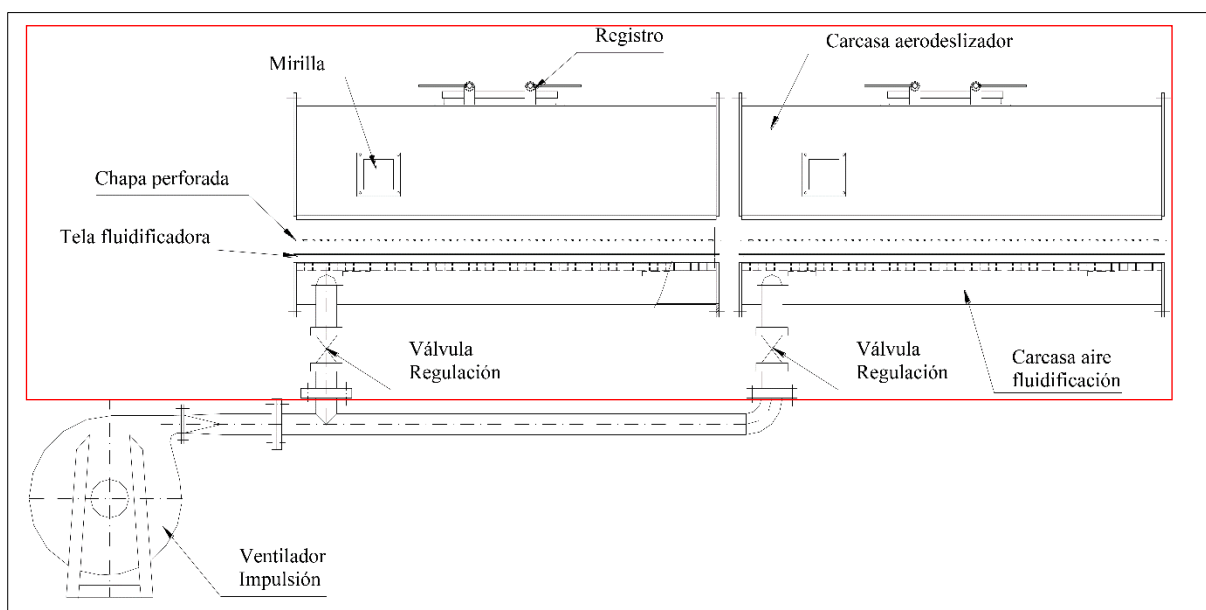 Registro
Carcasa aerodeslizador
Mirilla
Chapa perforada
Tela fluidificadora
Válvula
Regulación
Válvula
Regulación
Carcasa aire
fluidificación
Ventilador
Impulsión